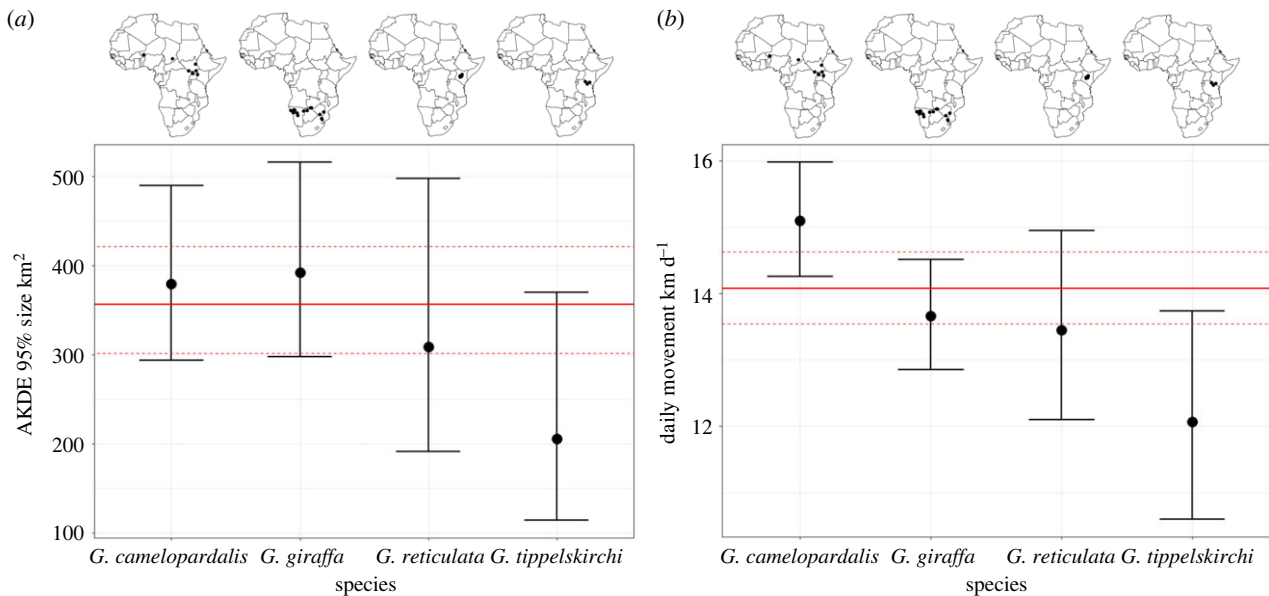 (a)
500
400
300
200
100
AKDE 95% size km²
G. camelopardalis
G. giraffa
G. reticulata
G. tippelskirchi
species
(b)
16
14
12
daily movement km d⁻¹
G. camelopardalis
G. giraffa
G. reticulata
G. tippelskirchi
species